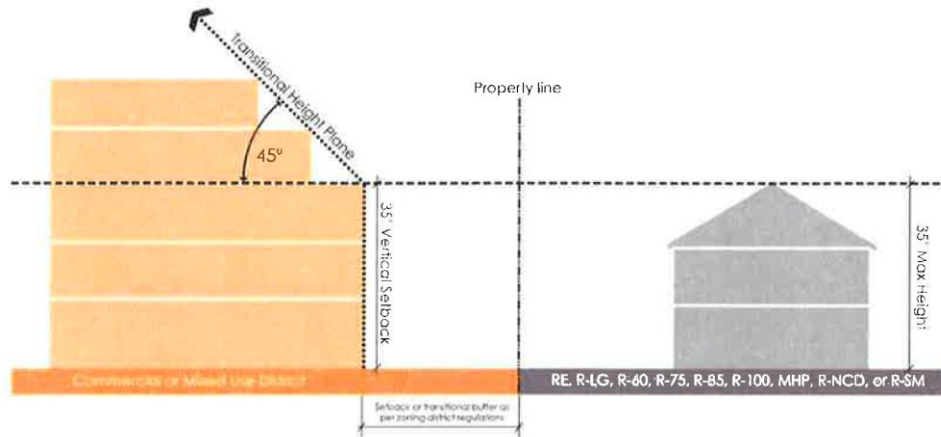 Transitional Height Plane
Properly line
45°
35" Vertical Setback
35" Max Height
Commercial or Mixed Use District
RE, R-LG, R-60, R-75, R-85, R-100, MHP, R-NCD, or R-SM
Setback or transitional buffer as
per zoning district regulations